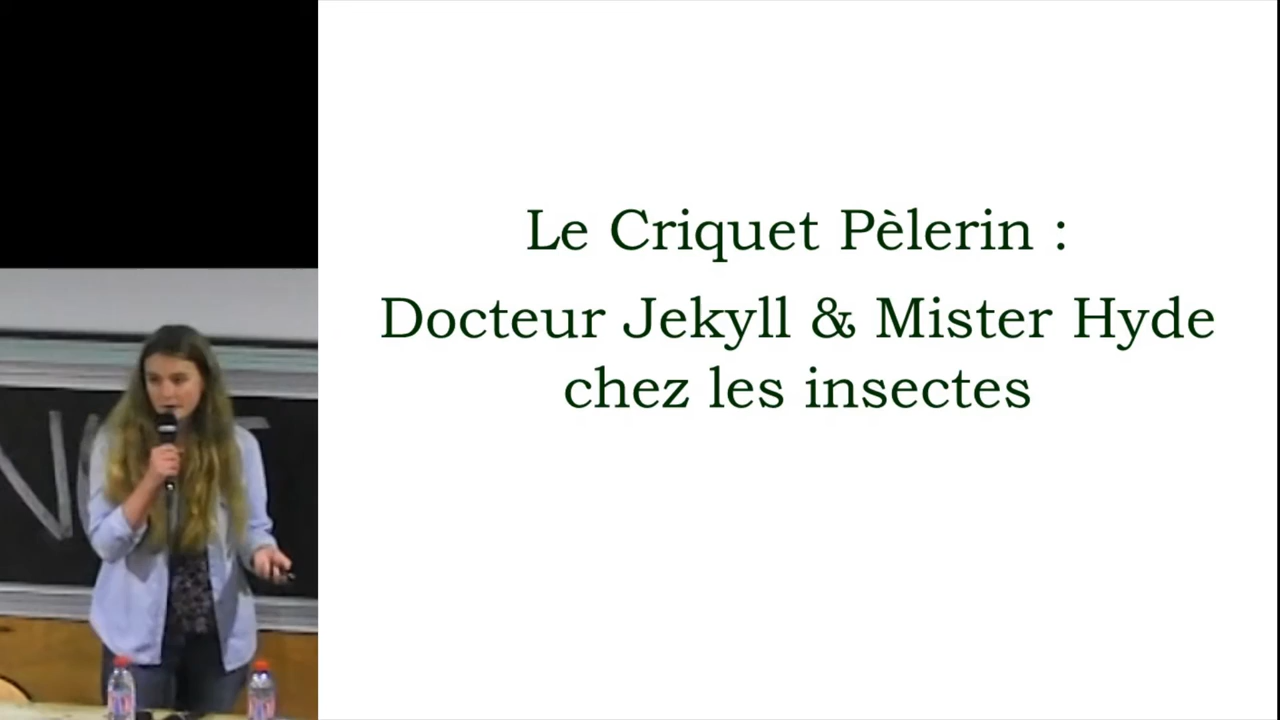 Le Criquet Pèlerin :
Docteur Jekyll & Mister Hyde
chez les insectes